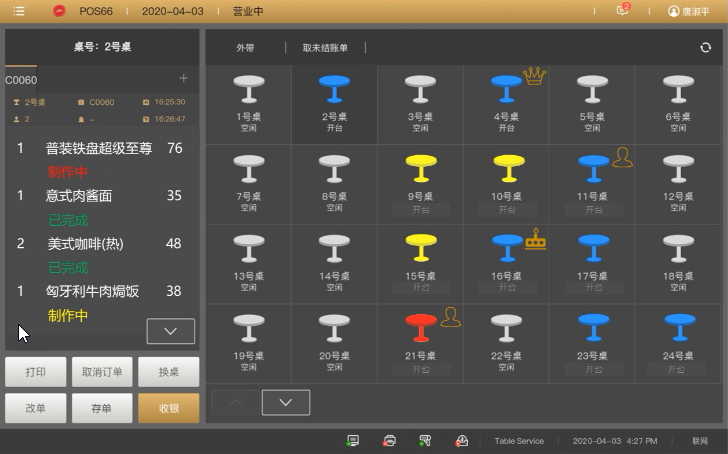 POS66 2020-04-03 营业中 2 唐淑平
桌号: 2号桌
外带 取未结账单
C0060 +
2号桌 C0060 16:25:30
2 -- 16:26:47
1 普装铁盘超级至尊 76
制作中
1 意式肉酱面 35
已完成
2 美式咖啡(热) 48
已完成
1 匈牙利牛肉焗饭 38
制作中
打印 取消订单 换桌
改单 存单 收银
1号桌 2号桌 3号桌 4号桌 5号桌 6号桌
空闲 开台 空闲 开台 空闲 空闲
7号桌 8号桌 9号桌 10号桌 11号桌 12号桌
空闲 空闲 开台 开台 开台 空闲
13号桌 14号桌 15号桌 16号桌 17号桌 18号桌
空闲 空闲 开台 开台 开台 空闲
19号桌 20号桌 21号桌 22号桌 23号桌 24号桌
空闲 空闲 开台 空闲 开台 开台
Table Service 2020-04-03 4:27 PM 联网